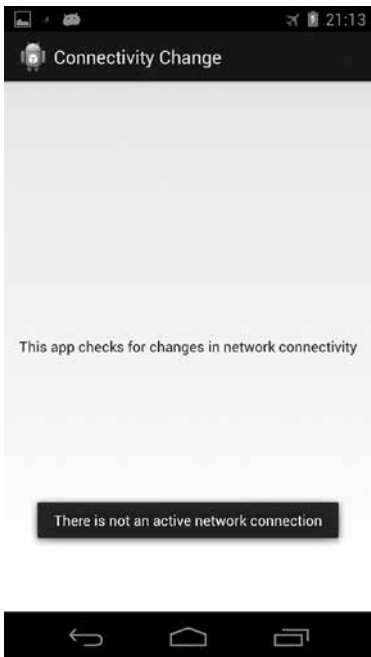 21:13
Connectivity Change
This app checks for changes in network connectivity
There is not an active network connection